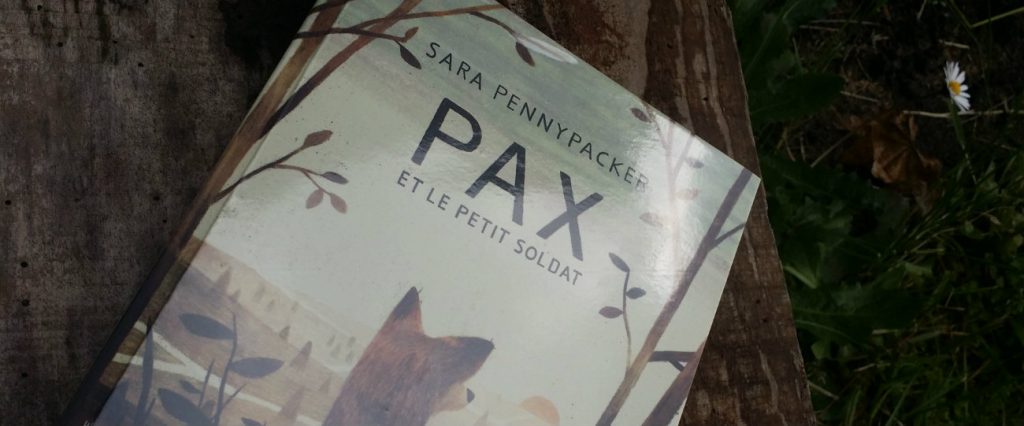 SARA PENNYPACKER
PAX
ET LE PETIT SOLDAT